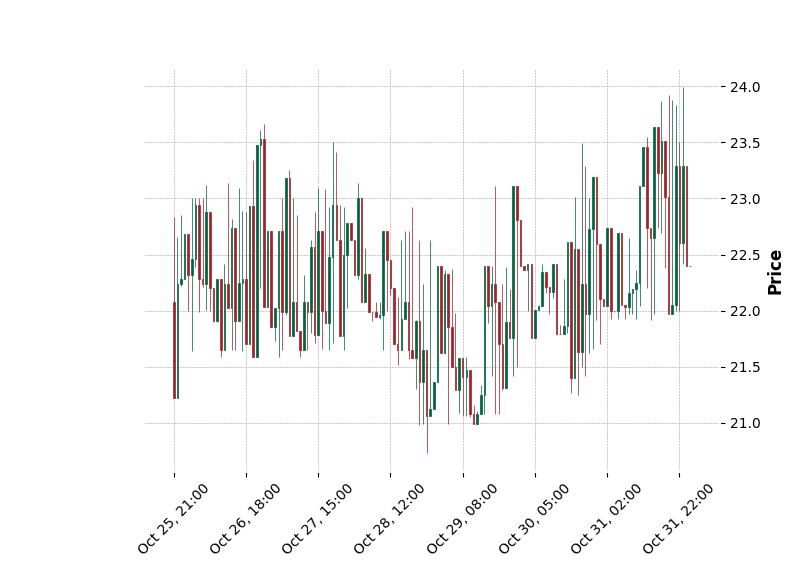 24.0
23.5
23.0
22.5
22.0
21.5
21.0
Price
Oct 25, 21:00
Oct 26, 18:00
Oct 27, 15:00
Oct 28, 12:00
Oct 29, 08:00
Oct 30, 05:00
Oct 31, 02:00
Oct 31, 22:00